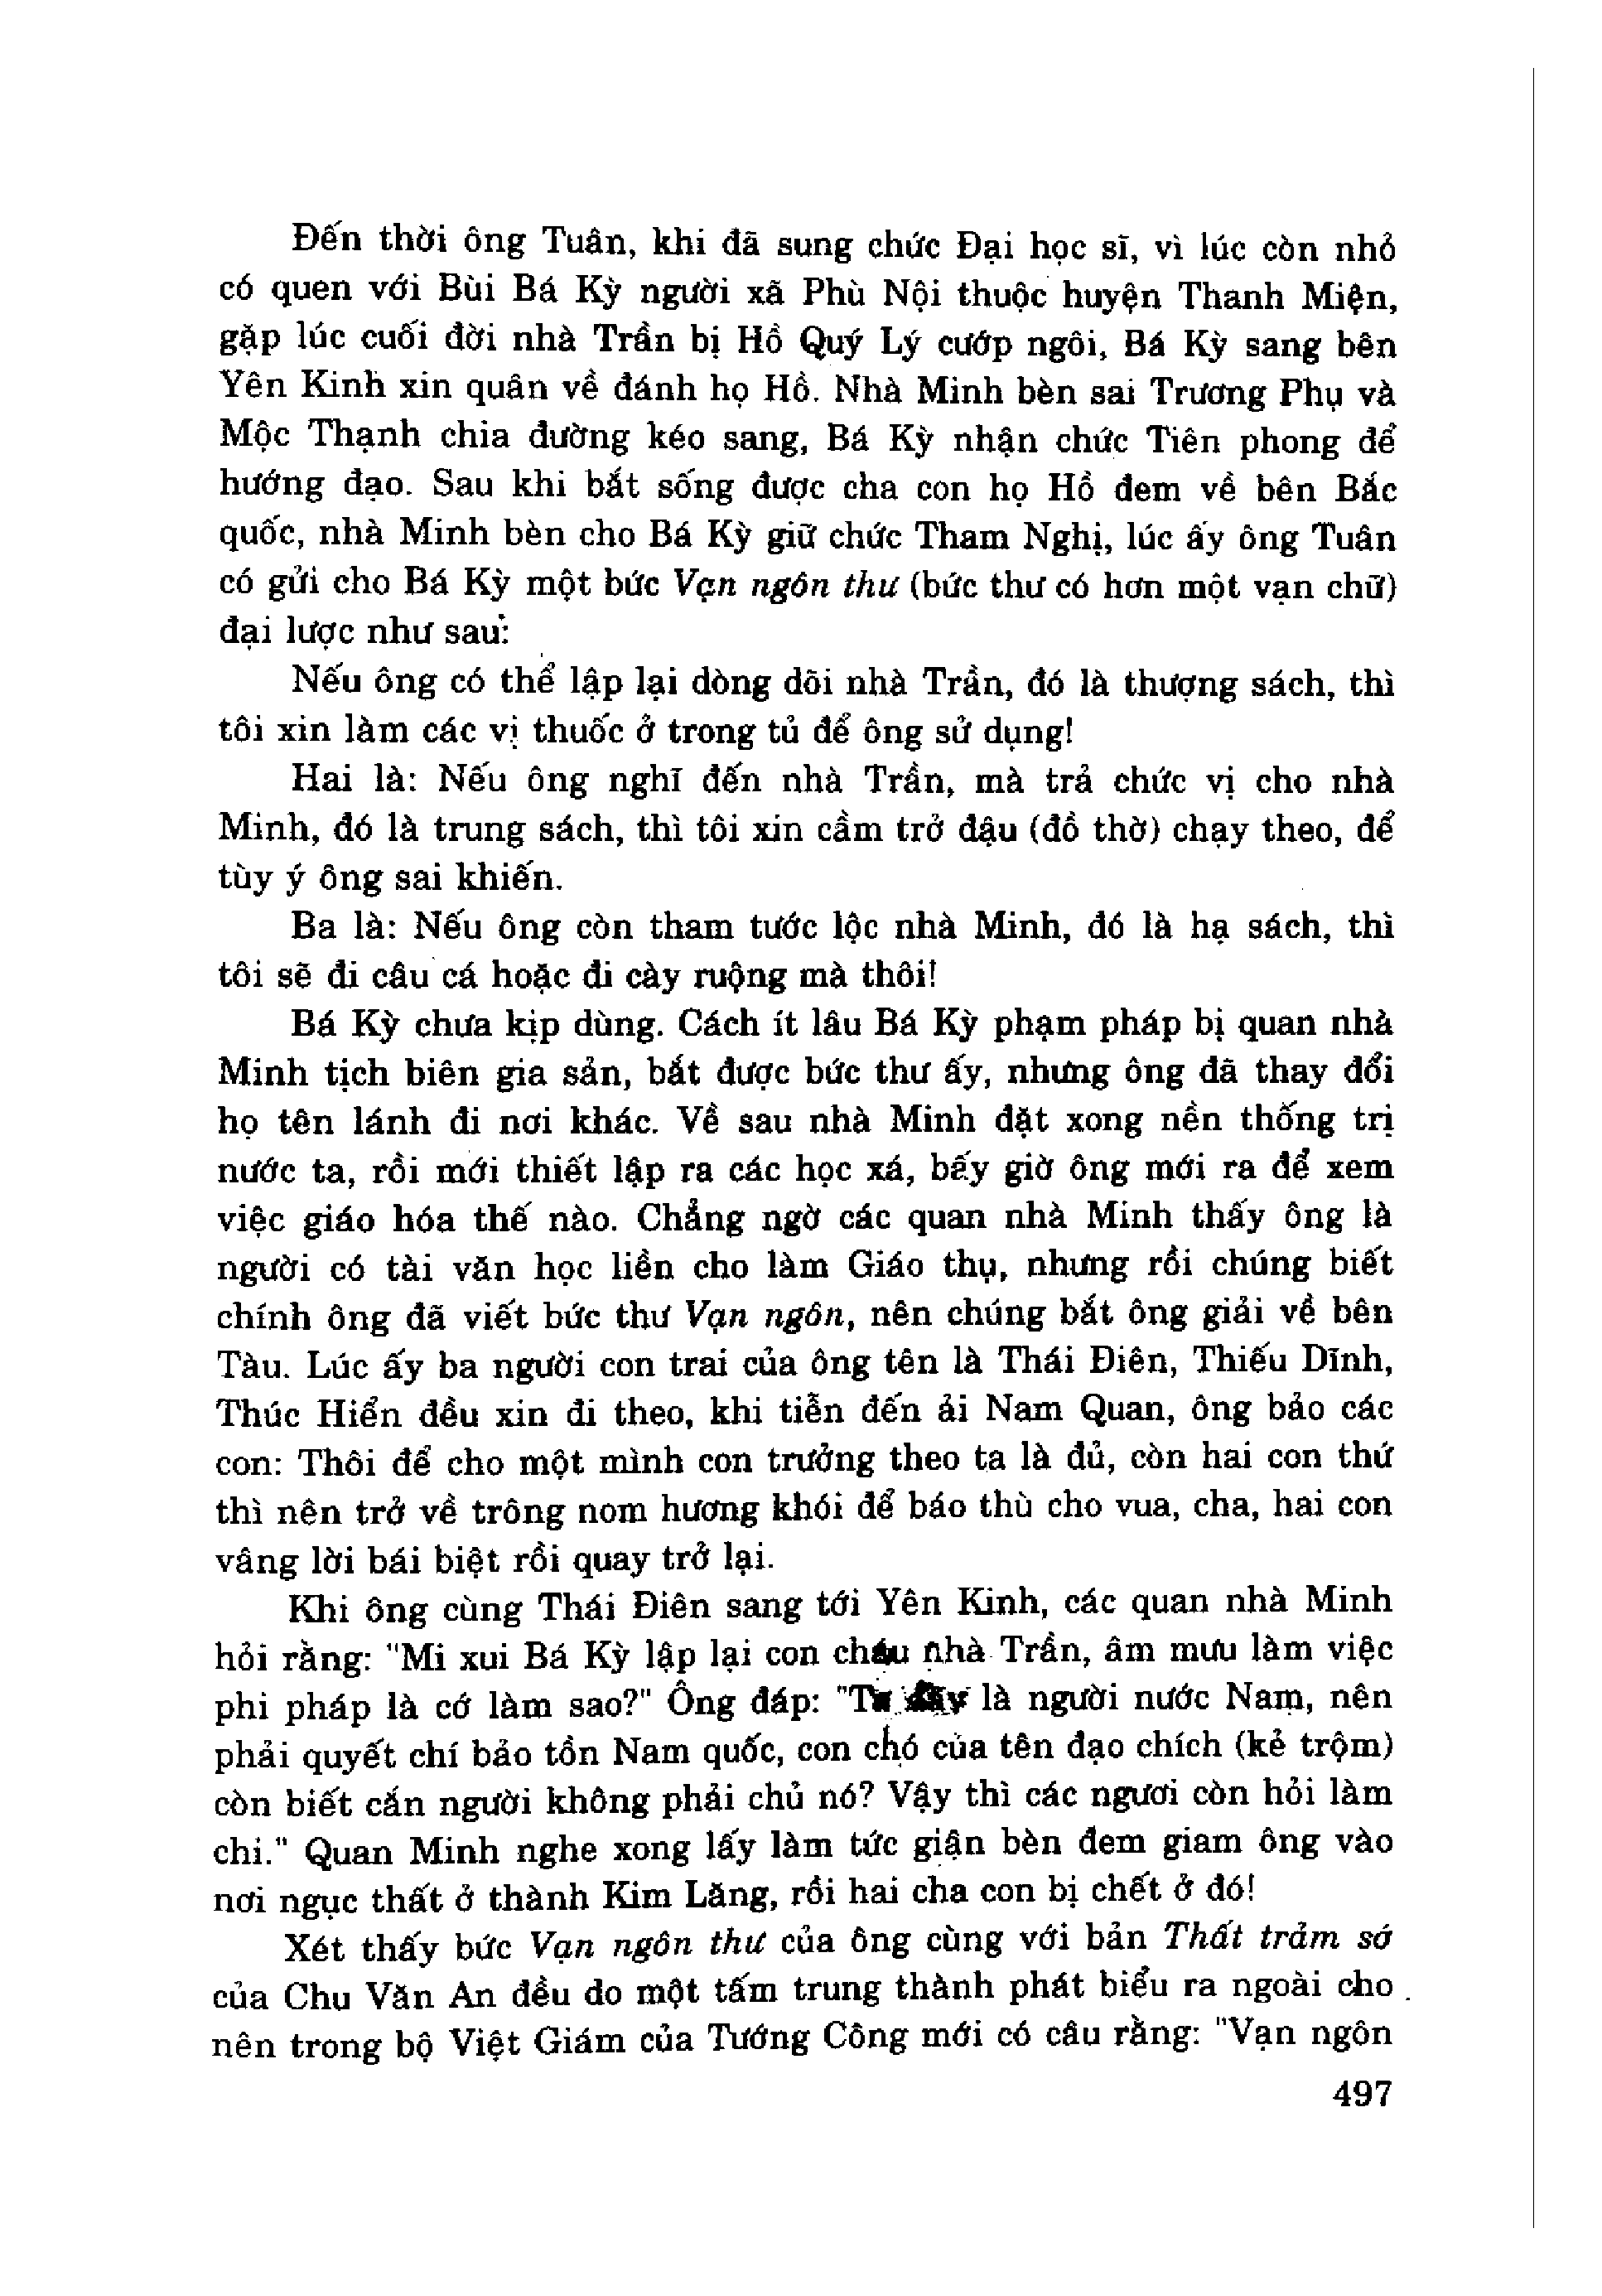 Đến thời ông Tuân, khi đã sung chức Đại học sĩ, vì lúc còn nhỏ
có quen với Bùi Bá Kỳ người xã Phù Nội thuộc huyện Thanh Miện,
gặp lúc cuối đời nhà Trần bị Hồ Quý Lý cướp ngôi, Bá Kỳ sang bên
Yên Kinh xin quân về đánh họ Hồ. Nhà Minh bèn sai Trương Phụ và
Mộc Thạnh chia đường kéo sang, Bá Kỳ nhận chức Tiên phong để
hướng đạo. Sau khi bắt sống được cha con họ Hồ đem về bên Bắc
quốc, nhà Minh bèn cho Bá Kỳ giữ chức Tham Nghị, lúc ấy ông Tuân
có gửi cho Bá Kỳ một bức Vạn ngôn thư (bức thư có hơn một vạn chữ)
đại lược như sau:
Nếu ông có thể lập lại dòng dõi nhà Trần, đó là thượng sách, thì
tôi xin làm các vị thuốc ở trong tủ để ông sử dụng!
Hai là: Nếu ông nghĩ đến nhà Trần, mà trả chức vị cho nhà
Minh, đó là trung sách, thì tôi xin cầm trở đậu (đồ thờ) chạy theo, để
tùy ý ông sai khiến.
Ba là: Nếu ông còn tham tước lộc nhà Minh, đó là hạ sách, thì
tôi sẽ đi câu cá hoặc đi cày ruộng mà thôi!
Bá Kỳ chưa kịp dùng. Cách ít lâu Bá Kỳ phạm pháp bị quan nhà
Minh tịch biên gia sản, bắt được bức thư ấy, nhưng ông đã thay đổi
họ tên lánh đi nơi khác. Về sau nhà Minh đặt xong nền thống trị
nước ta, rồi mới thiết lập ra các học xá, bấy giờ ông mới ra để xem
việc giáo hóa thế nào. Chẳng ngờ các quan nhà Minh thấy ông là
người có tài văn học liền cho làm Giáo thụ, nhưng rồi chúng biết
chính ông đã viết bức thư Vạn ngôn, nên chúng bắt ông giải về bên
Tàu. Lúc ấy ba người con trai của ông tên là Thái Điên, Thiếu Dĩnh,
Thúc Hiển đều xin đi theo, khi tiễn đến ải Nam Quan, ông bảo các
con: Thôi để cho một mình con trưởng theo ta là đủ, còn hai con thứ
thì nên trở về trông nom hương khói để báo thù cho vua, cha, hai con
vâng lời bái biệt rồi quay trở lại.
Khi ông cùng Thái Điên sang tới Yên Kinh, các quan nhà Minh
hỏi rằng: "Mi xui Bá Kỳ lập lại con cháu nhà Trần, âm mưu làm việc
phi pháp là cớ làm sao?" Ông đáp: "Ta đây là người nước Nam, nên
phải quyết chí bảo tồn Nam quốc, con chó của tên đạo chích (kẻ trộm)
còn biết cắn người không phải chủ nó? Vậy thì các ngươi còn hỏi làm
chi." Quan Minh nghe xong lấy làm tức giận bèn đem giam ông vào
nơi ngục thất ở thành Kim Lăng, rồi hai cha con bị chết ở đó!
Xét thấy bức Vạn ngôn thư của ông cùng với bản Thất trảm sớ
của Chu Văn An đều do một tấm trung thành phát biểu ra ngoài cho
nên trong bộ Việt Giám của Tướng Công mới có câu rằng: "Vạn ngôn
497